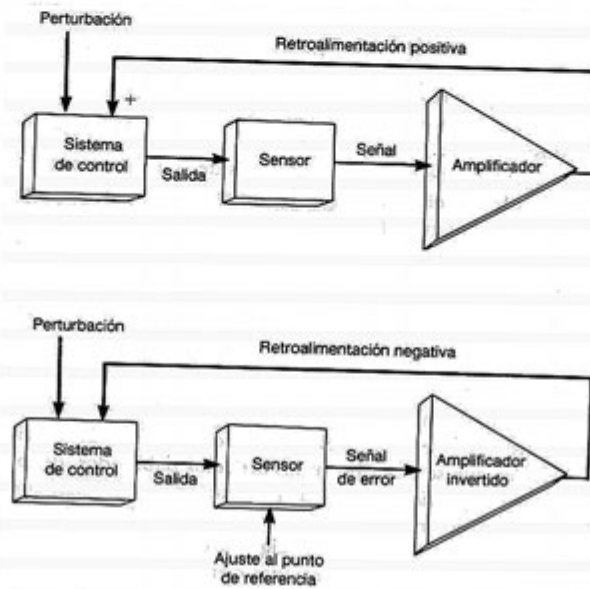 Perturbación
Retroalimentación positiva
+
Sistema
de control
Salida
Sensor
Señal
Amplificador
Perturbación
Retroalimentación negativa
Sistema
de control
Salida
Sensor
Señal
de error
Amplificador
invertido
Ajuste al punto
de referencia